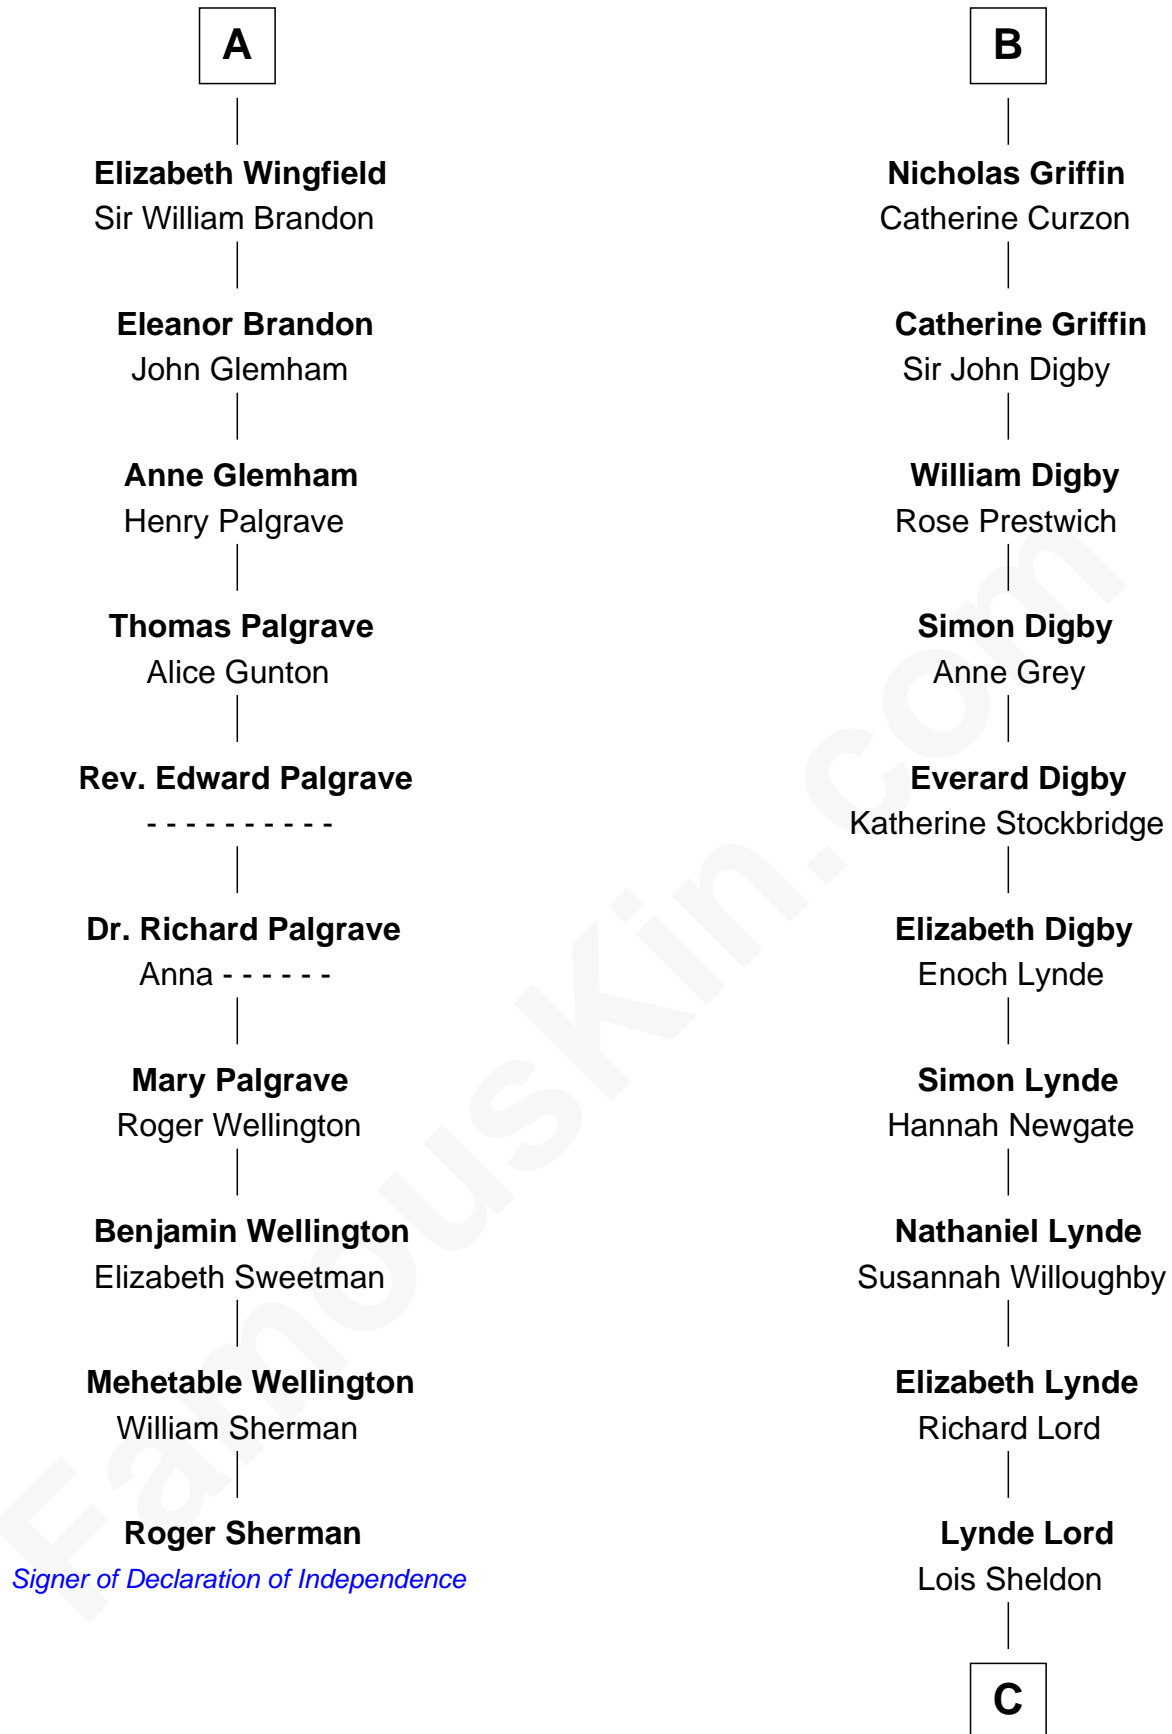 A
Elizabeth Wingfield
Sir William Brandon
Eleanor Brandon
John Glemham
Anne Glemham
Henry Palgrave
Thomas Palgrave
Alice Gunton
Rev. Edward Palgrave
- - - - - - - - - -
Dr. Richard Palgrave
Anna - - - - - -
Mary Palgrave
Roger Wellington
Benjamin Wellington
Elizabeth Sweetman
Mehetable Wellington
William Sherman
Roger Sherman
Signer of Declaration of Independence
B
Nicholas Griffin
Catherine Curzon
Catherine Griffin
Sir John Digby
William Digby
Rose Prestwich
Simon Digby
Anne Grey
Everard Digby
Katherine Stockbridge
Elizabeth Digby
Enoch Lynde
Simon Lynde
Hannah Newgate
Nathaniel Lynde
Susannah Willoughby
Elizabeth Lynde
Richard Lord
Lynde Lord
Lois Sheldon
C
FamousKin.com